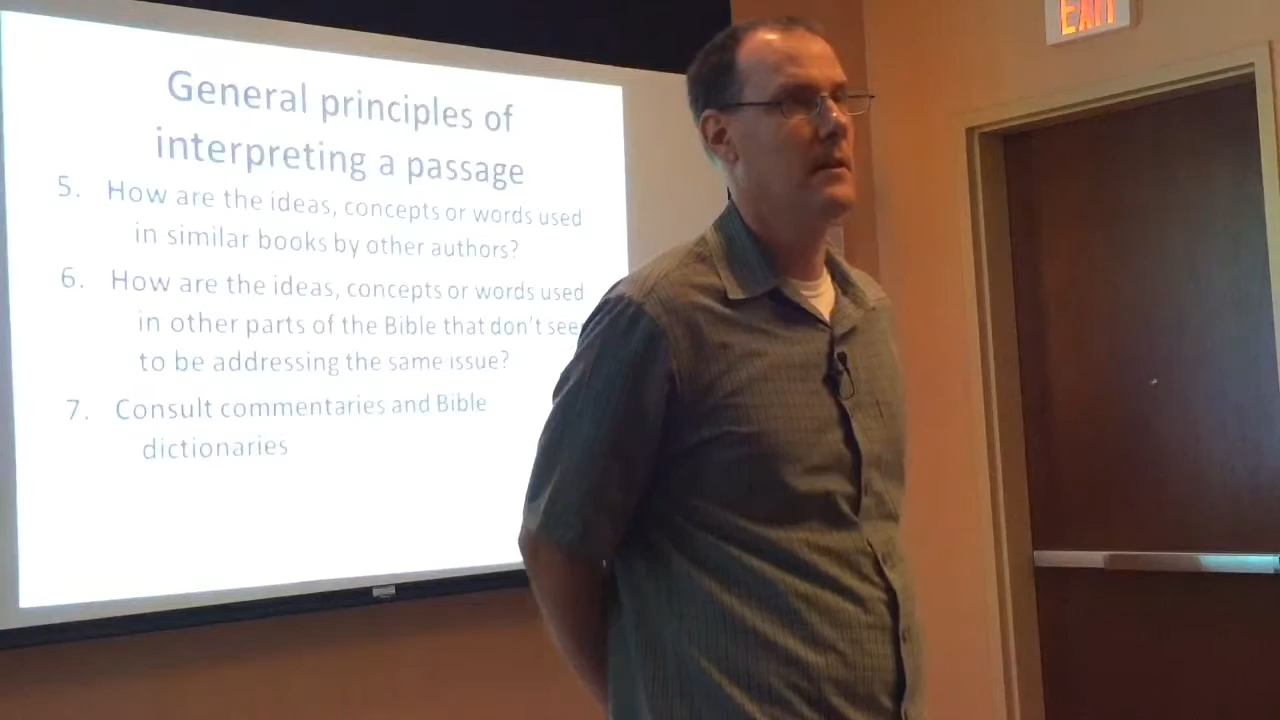 EXIT
General principles of
interpreting a passage
5. How are the ideas, concepts or words used
in similar books by other authors?
6. How are the ideas, concepts or words used
in other parts of the Bible that don't see
to be addressing the same issue?
7. Consult commentaries and Bible
dictionaries